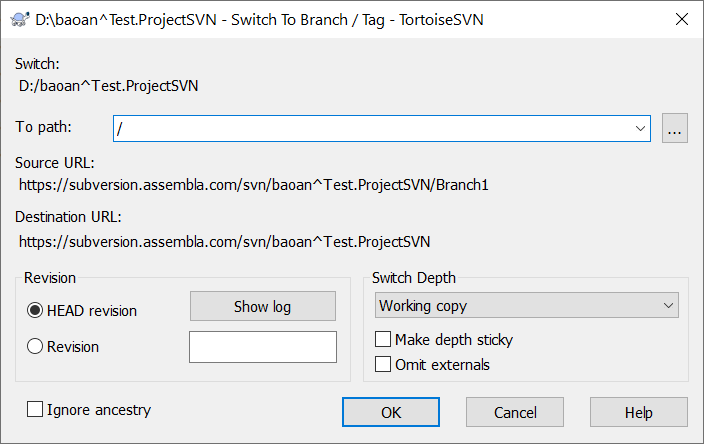 D:\baoan^Test.ProjectSVN - Switch To Branch / Tag - TortoiseSVN
Switch:
D:/baoan^Test.ProjectSVN
To path:
/
...
Source URL:
https://subversion.assembla.com/svn/baoan^Test.ProjectSVN/Branch1
Destination URL:
https://subversion.assembla.com/svn/baoan^Test.ProjectSVN
Revision
HEAD revision
Show log
Revision
Switch Depth
Working copy
Make depth sticky
Omit externals
Ignore ancestry
OK
Cancel
Help